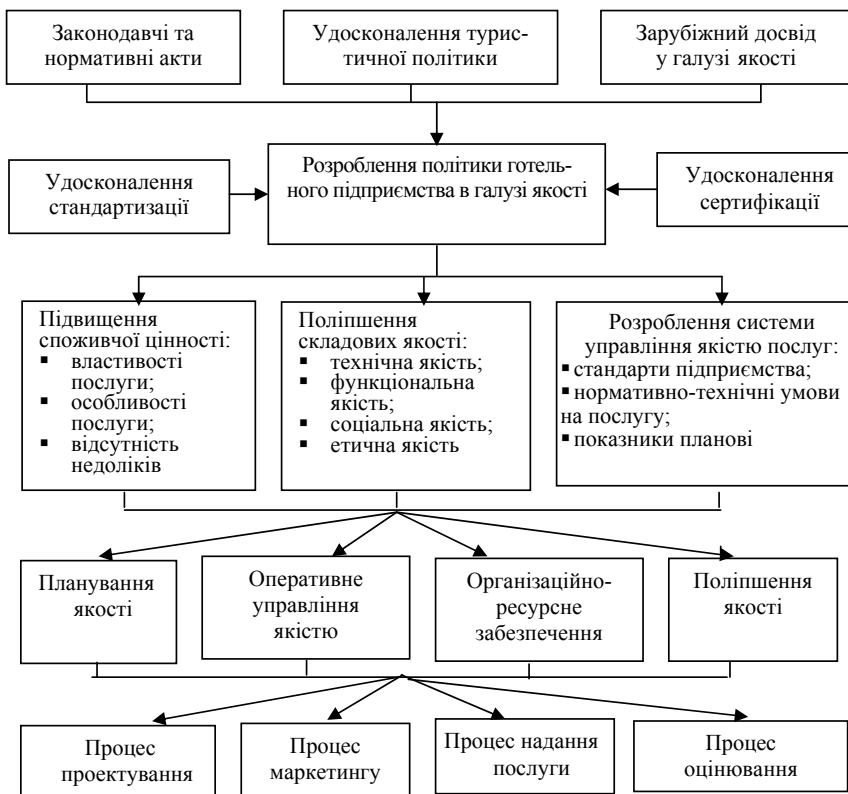 Законодавчі та
нормативні акти
Удосконалення турис-
тичної політики
Зарубіжний досвід
у галузі якості
Удосконалення
стандартизації
Розроблення політики готель-
ного підприємства в галузі якості
Удосконалення
сертифікації
Підвищення
споживчої цінності:
▪ властивості
послуги;
▪ особливості
послуги;
▪ відсутність
недоліків
Поліпшення
складових якості:
▪ технічна якість;
▪ функціональна
якість;
▪ соціальна якість;
▪ етична якість
Розроблення системи
управління якістю послуг:
▪ стандарти підприємства;
▪ нормативно-технічні умови
на послугу;
▪ показники планові
Планування
якості
Оперативне
управління
якістю
Організаційно-
ресурсне
забезпечення
Поліпшення
якості
Процес
проектування
Процес
маркетингу
Процес надання
послуги
Процес
оцінювання